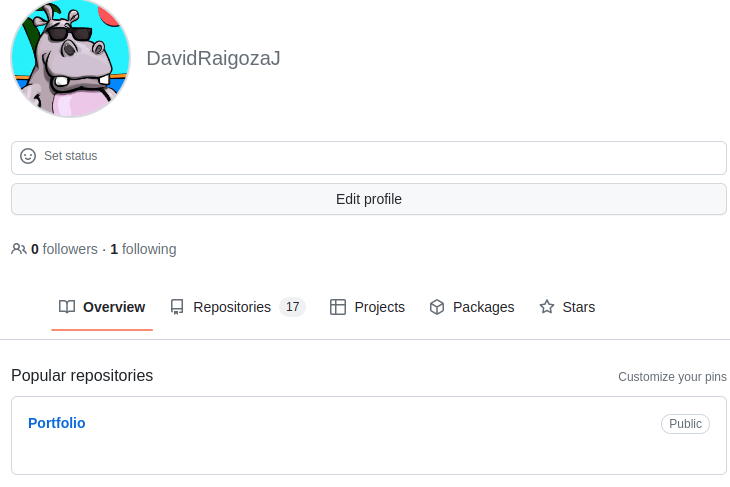 DavidRaigozaJ
Set status
Edit profile
0 followers · 1 following
Overview Repositories 17 Projects Packages Stars
Popular repositories Customize your pins
Portfolio Public